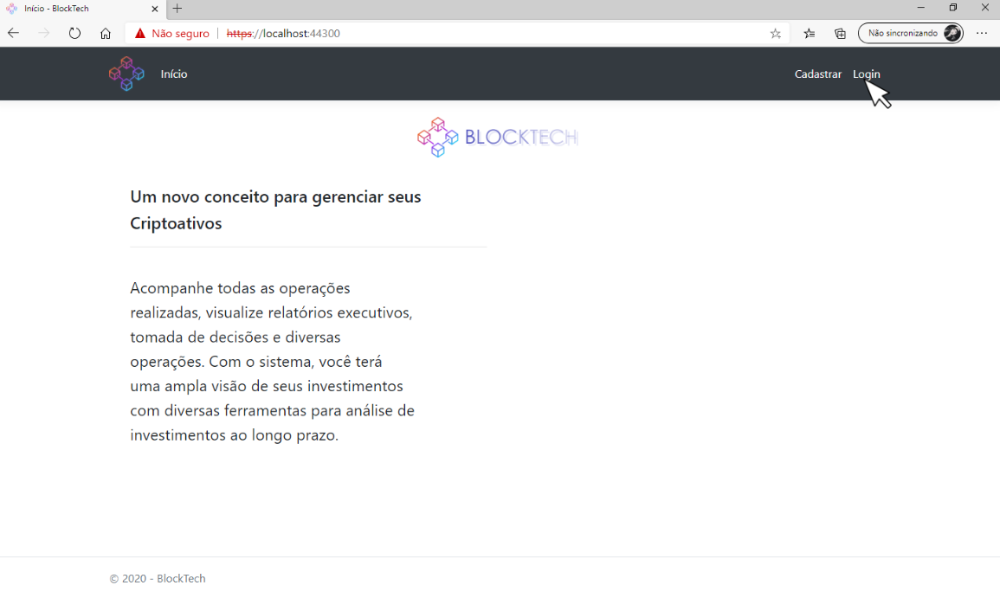 Início - BlockTech
Não seguro | https://localhost:44300
Não sincronizando
Início
Cadastrar Login
BLOCKTECH
Um novo conceito para gerenciar seus
Criptoativos
Acompanhe todas as operações
realizadas, visualize relatórios executivos,
tomada de decisões e diversas
operações. Com o sistema, você terá
uma ampla visão de seus investimentos
com diversas ferramentas para análise de
investimentos ao longo prazo.
© 2020 - BlockTech